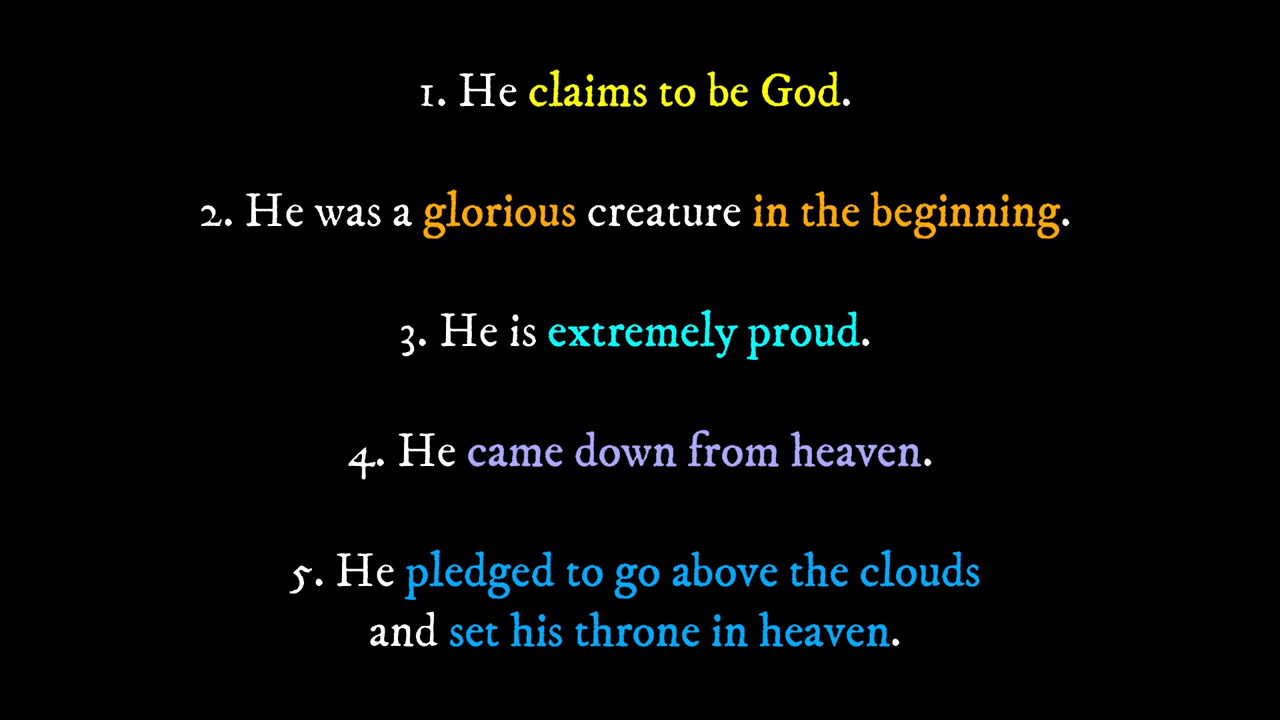 1. He claims to be God.
2. He was a glorious creature in the beginning.
3. He is extremely proud.
4. He came down from heaven.
5. He pledged to go above the clouds
and set his throne in heaven.